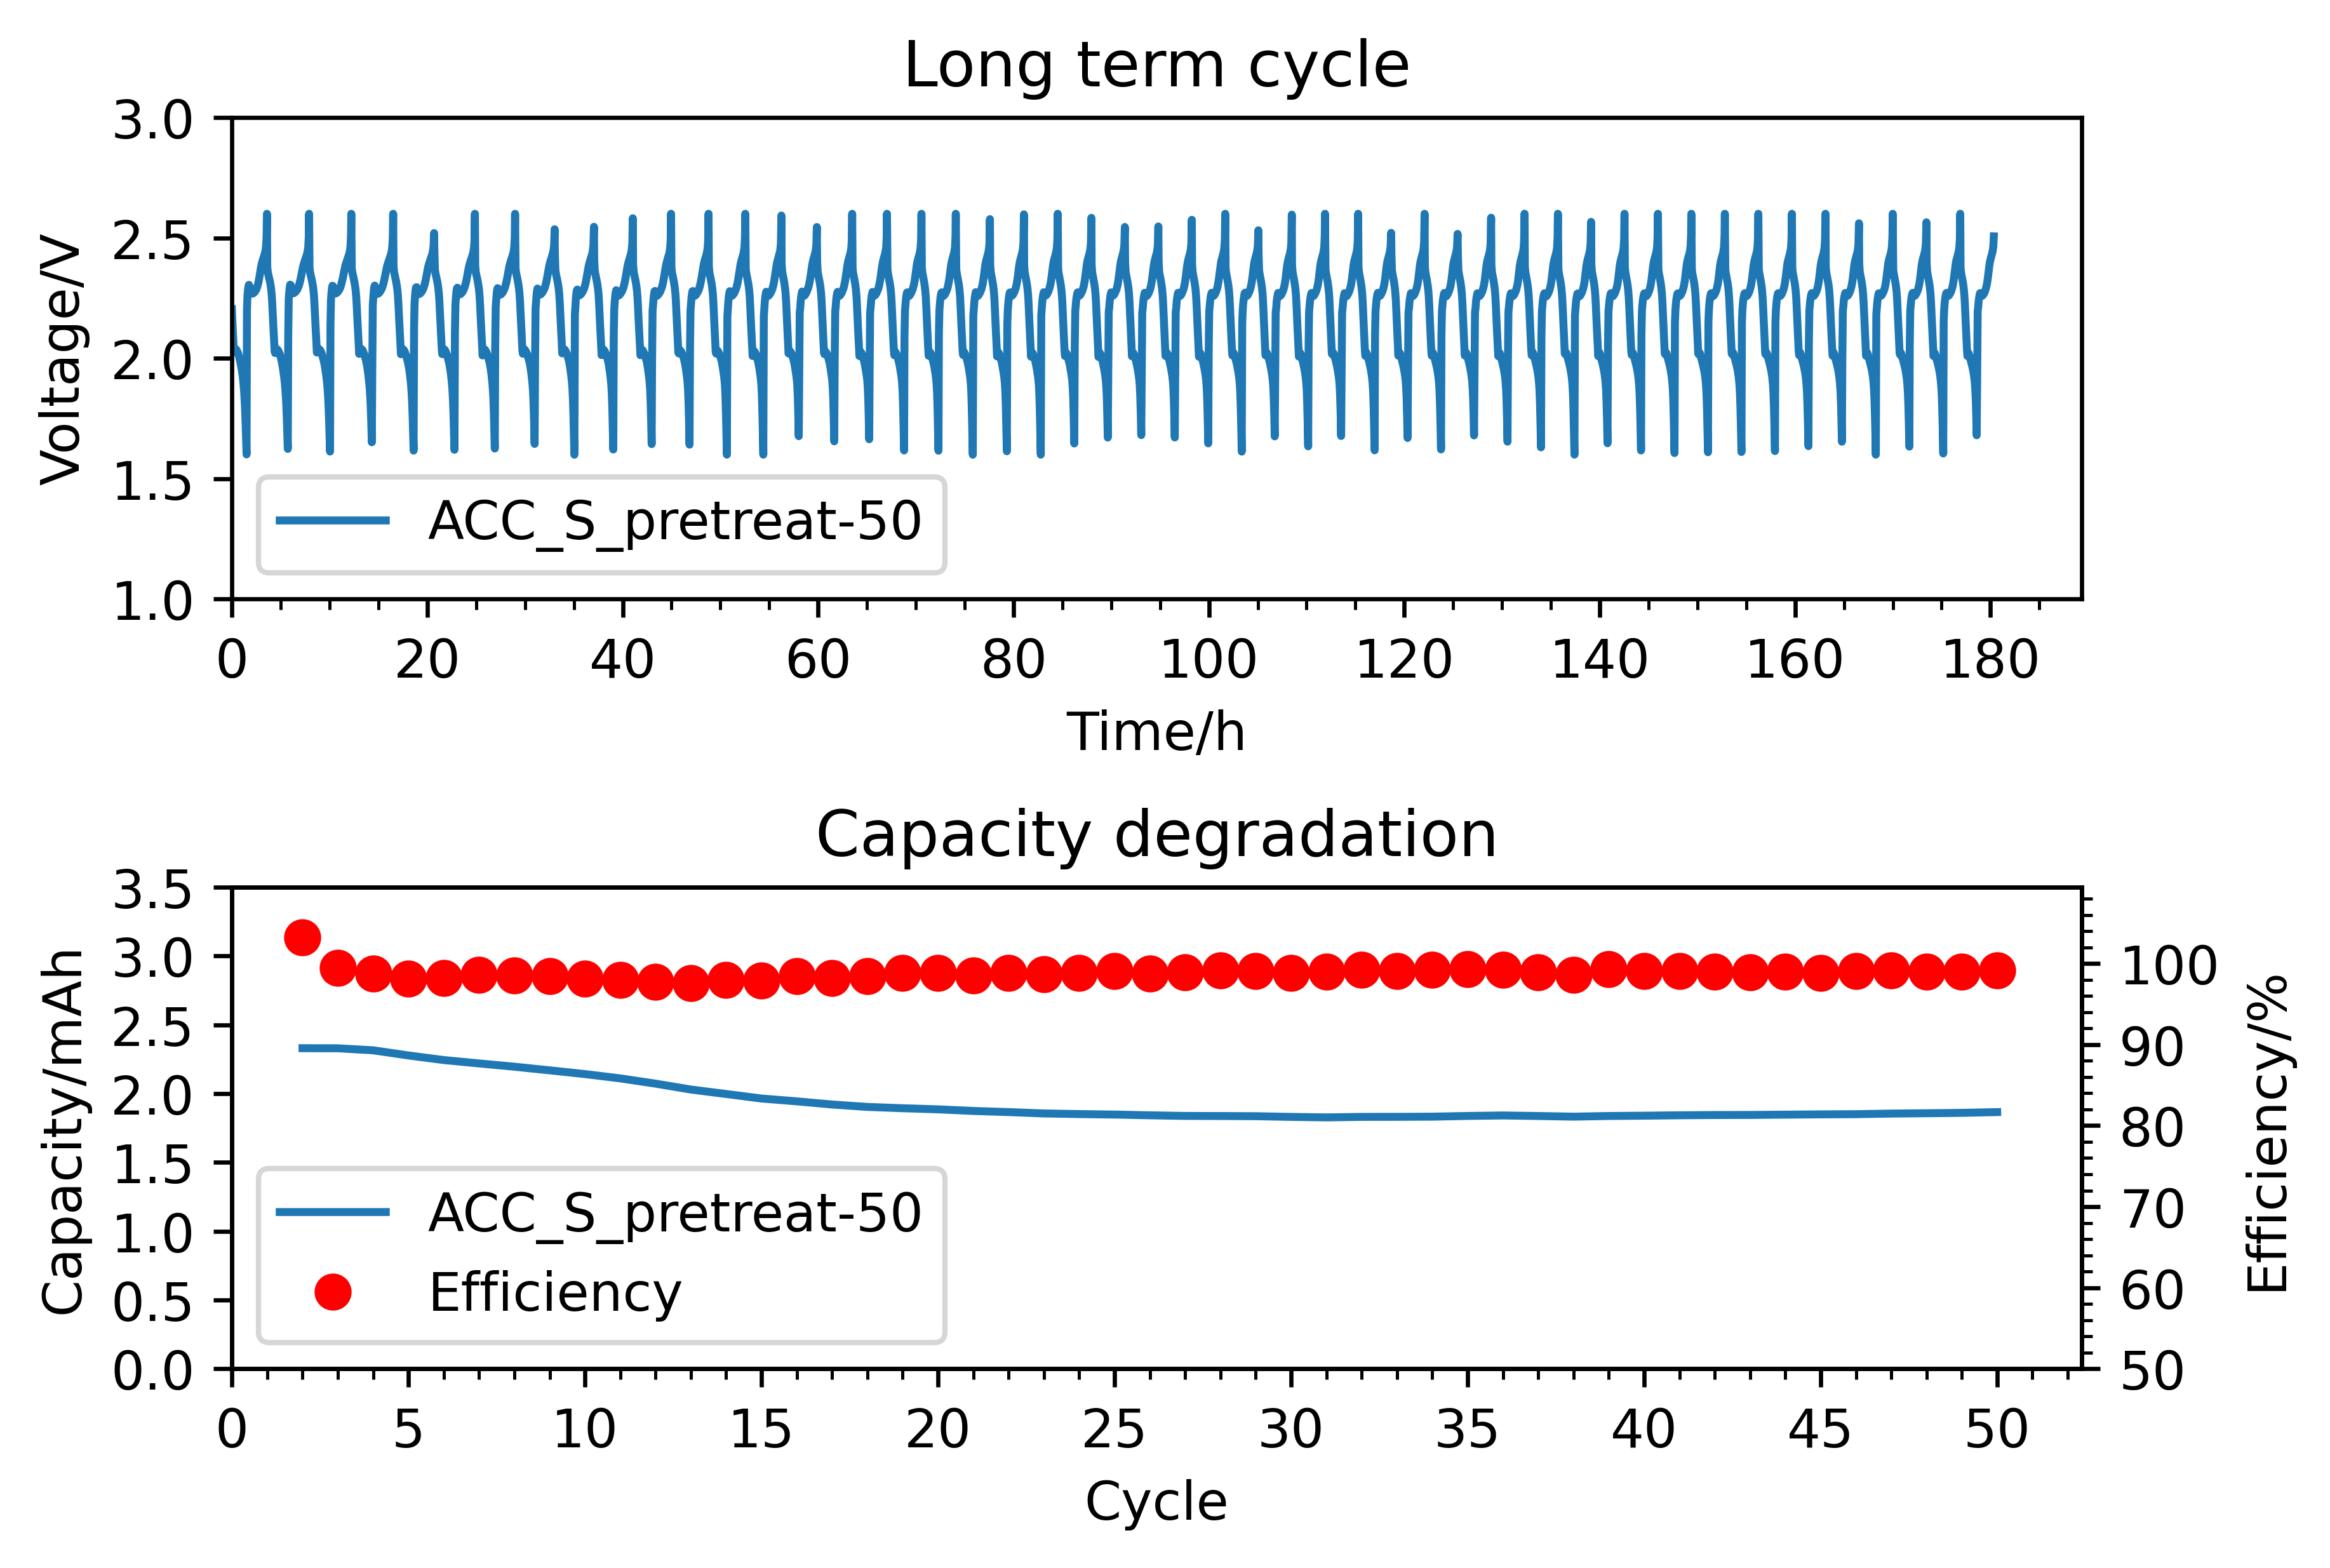 Long term cycle
3.0
2.5
2.0
1.5
1.0
Voltage/V
ACC_S_pretreat-50
0 20 40 60 80 100 120 140 160 180
Time/h
Capacity degradation
3.5
3.0
2.5
2.0
1.5
1.0
0.5
0.0
Capacity/mAh
ACC_S_pretreat-50
Efficiency
100
90
80
70
60
50
Efficiency/%
0 5 10 15 20 25 30 35 40 45 50
Cycle